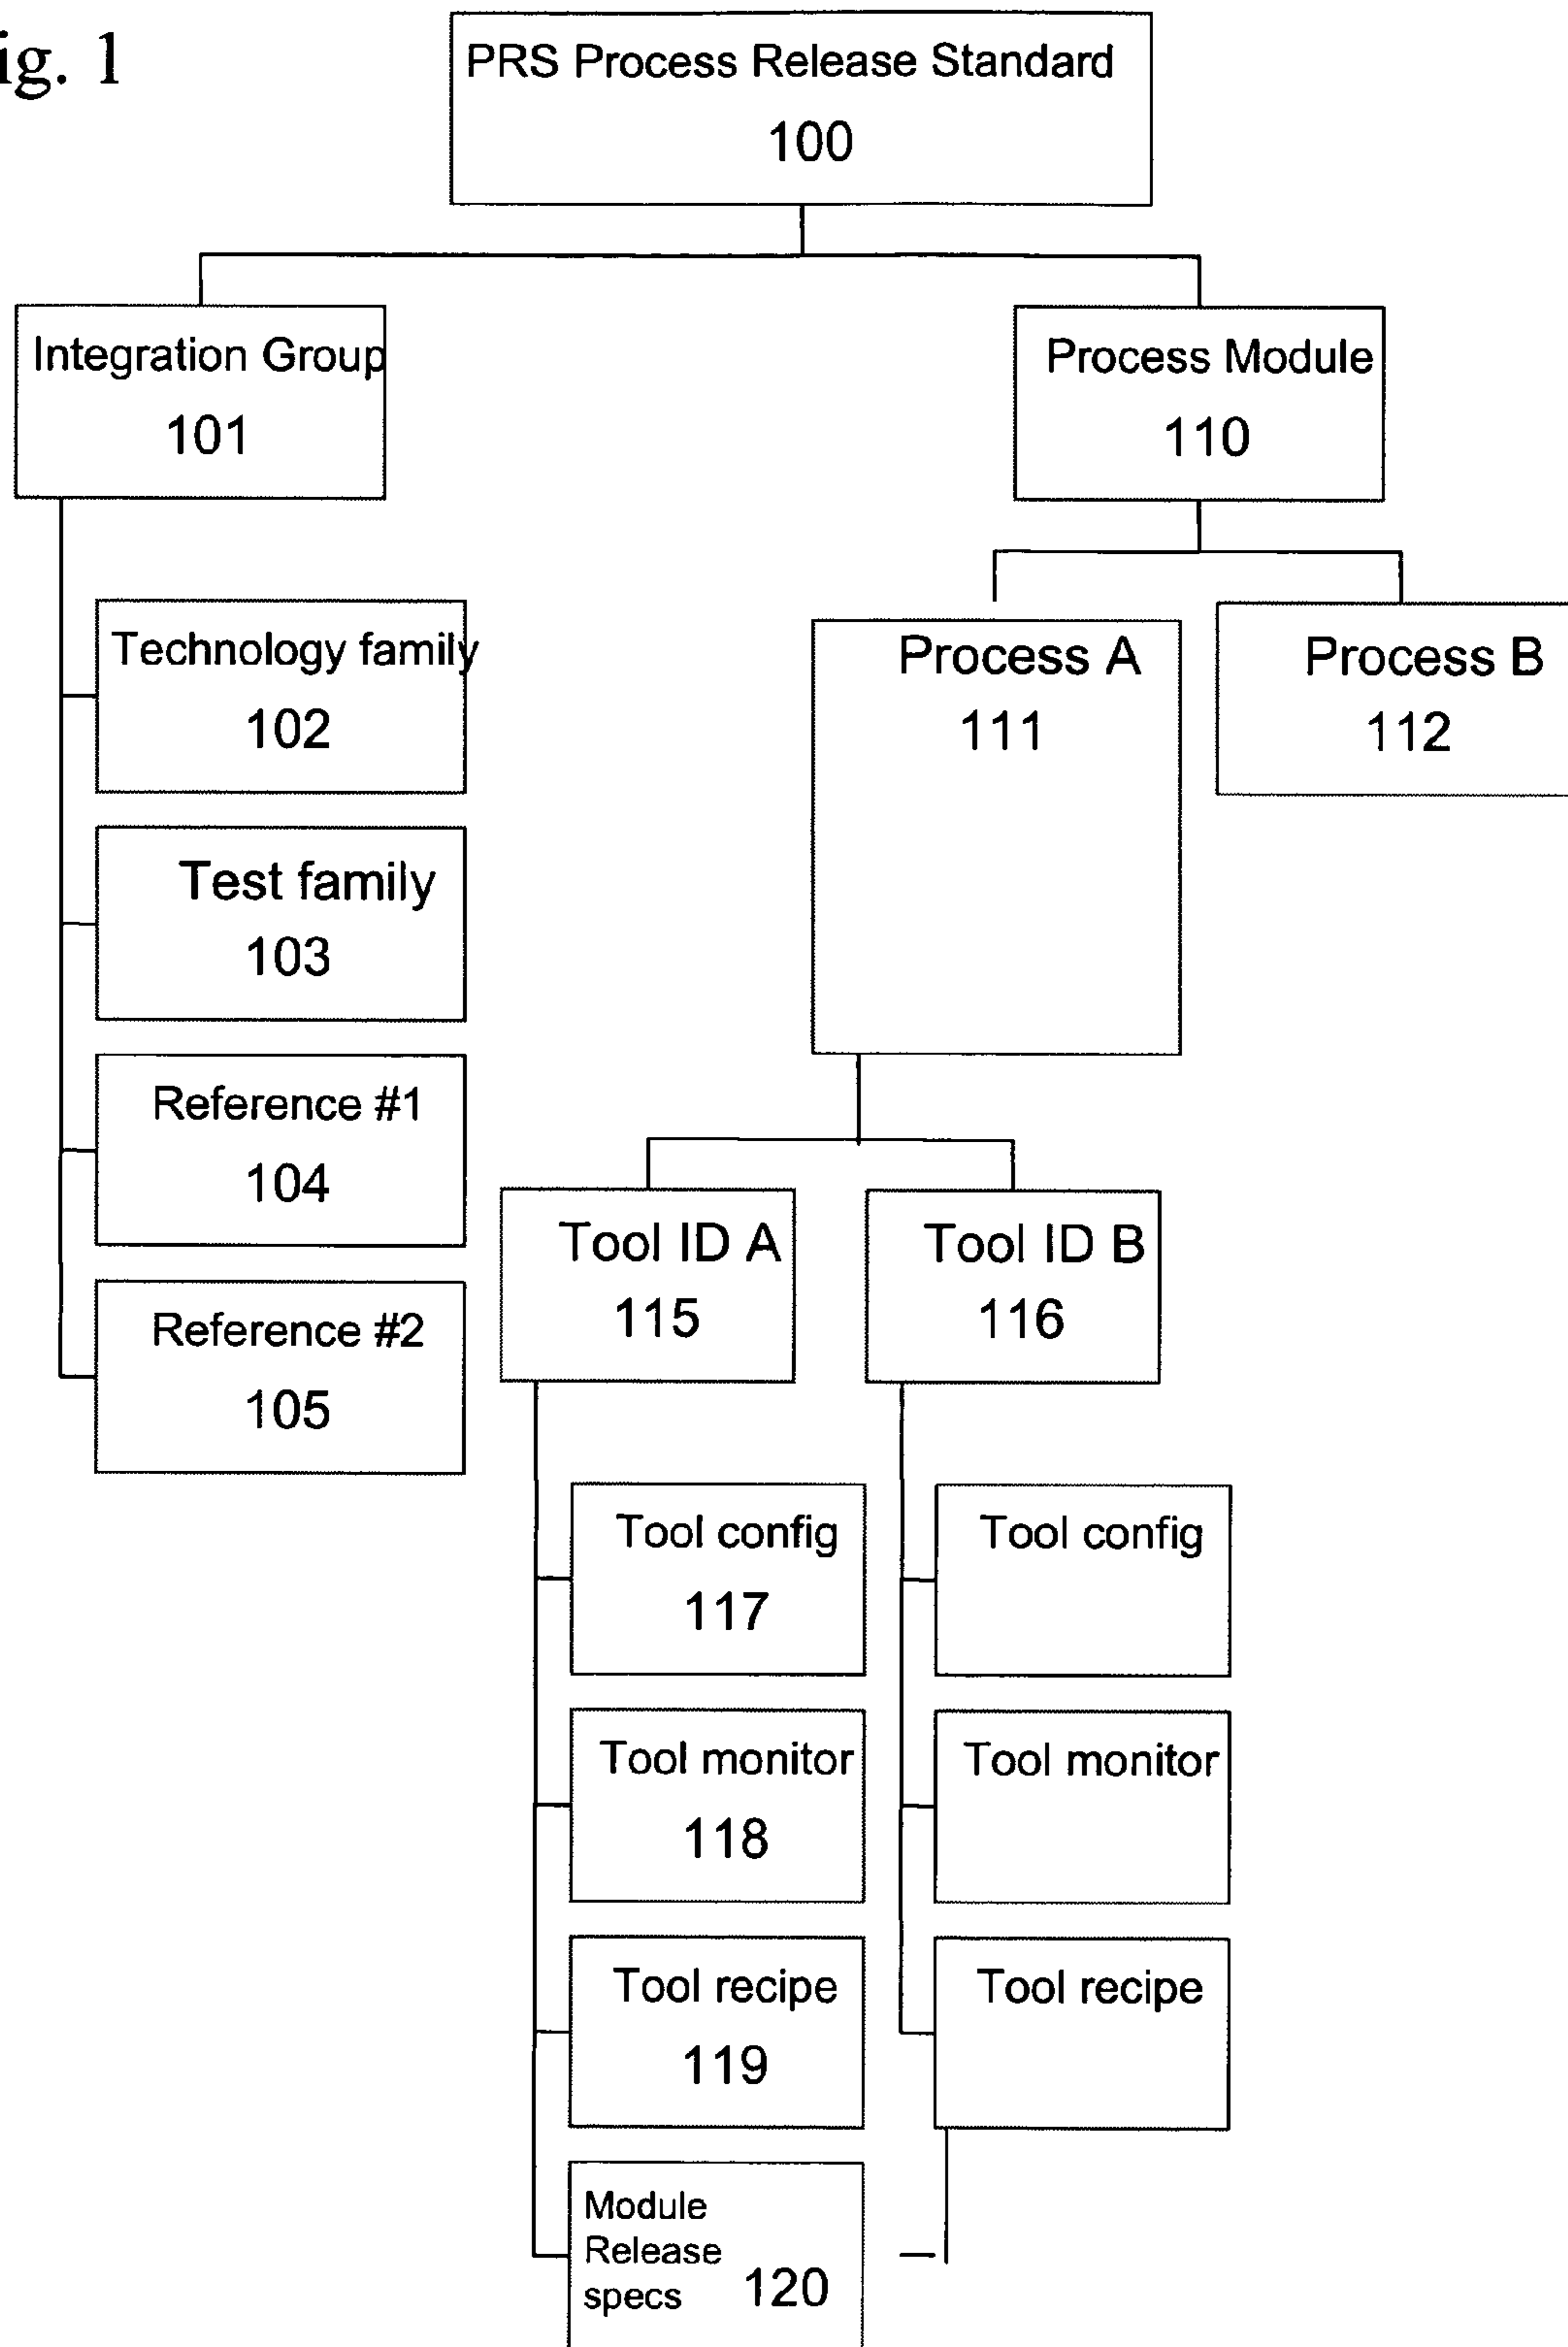 ig. 1
PRS Process Release Standard
100
Integration Group
101
Process Module
110
Technology family
102
Test family
103
Reference #1
104
Reference #2
105
Process A
111
Process B
112
Tool ID A
115
Tool ID B
116
Tool config
117
Tool monitor
118
Tool recipe
119
Module
Release
specs 120
Tool config
Tool monitor
Tool recipe